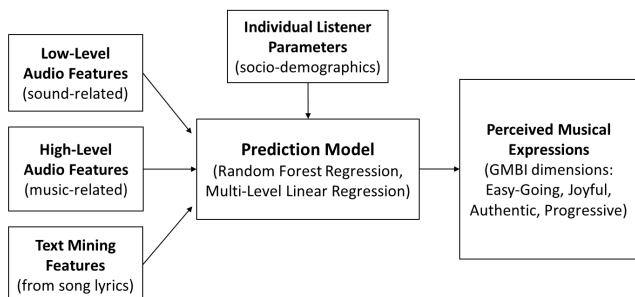 Low-Level
Audio Features
(sound-related)
High-Level
Audio Features
(music-related)
Text Mining
Features
(from song lyrics)
Individual Listener
Parameters
(socio-demographics)
Prediction Model
(Random Forest Regression,
Multi-Level Linear Regression)
Perceived Musical
Expressions
(GMBI dimensions:
Easy-Going, Joyful,
Authentic, Progressive)